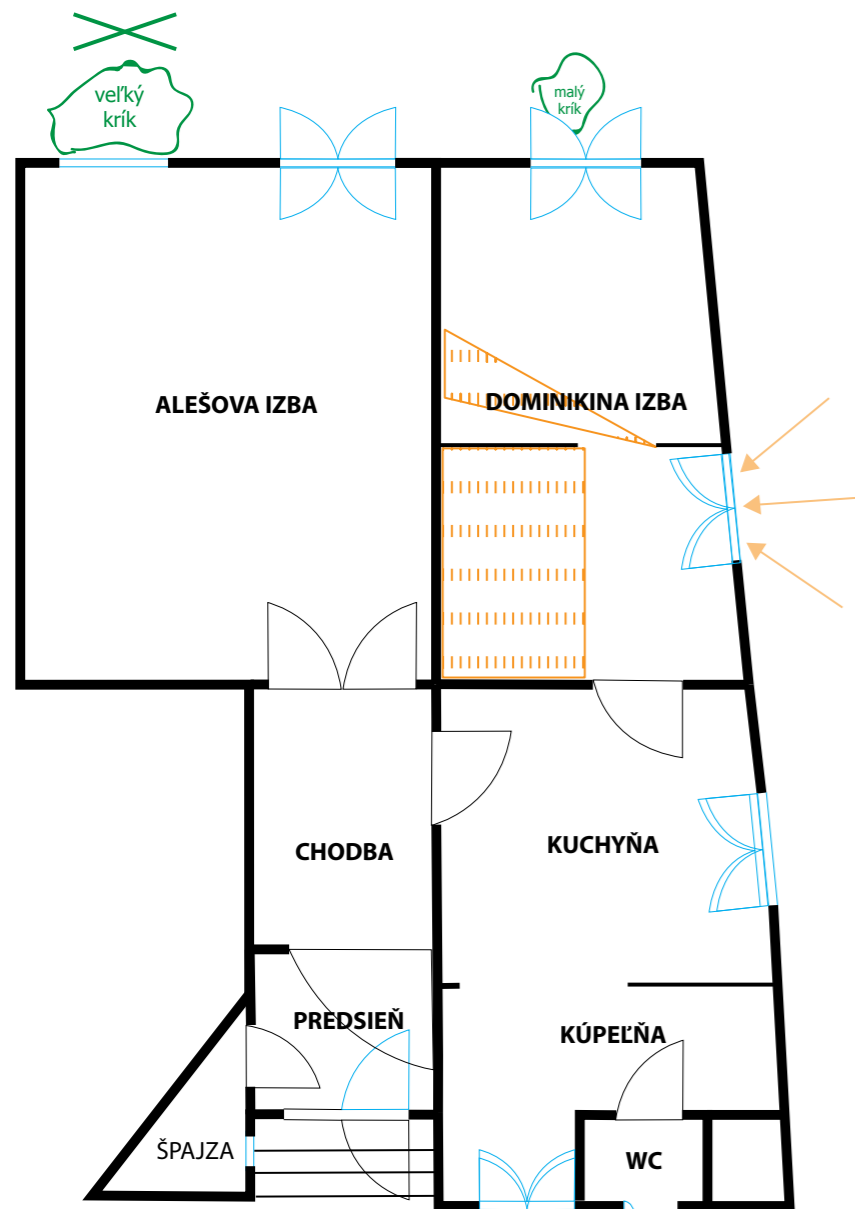 veľký
krík
malý
krík
ALEŠOVA IZBA
DOMINIKINA IZBA
CHODBA
KUCHYŇA
PREDSIEŇ
KÚPEĽŇA
ŠPAJZA
WC